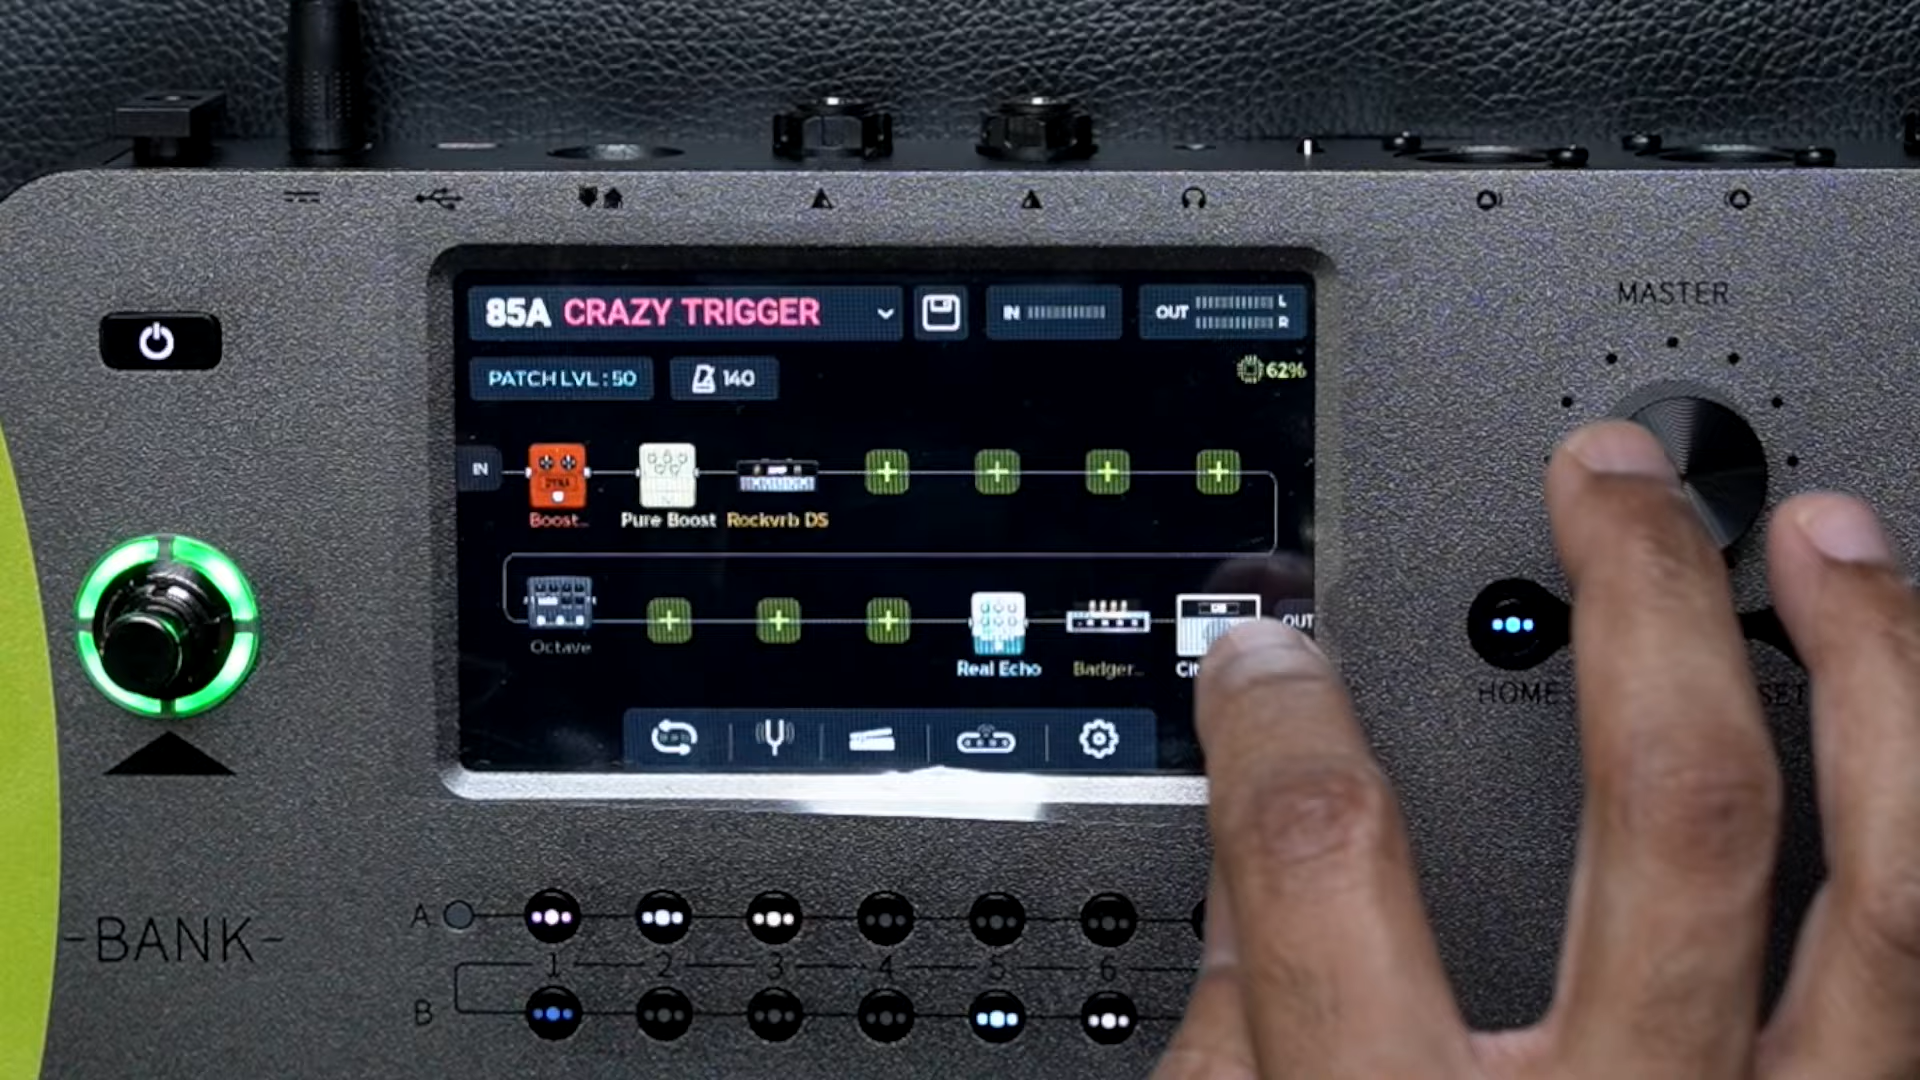 MASTER
85A CRAZY TRIGGER
IN
OUT L
R
PATCH LVL : 50
140
62%
IN
DYNA
Boost...
Pure Boost
Rockvrb DS
OUT
Octave
Real Echo
Badger...
HOME
-BANK-
A
1 2 3 4 5 6
B